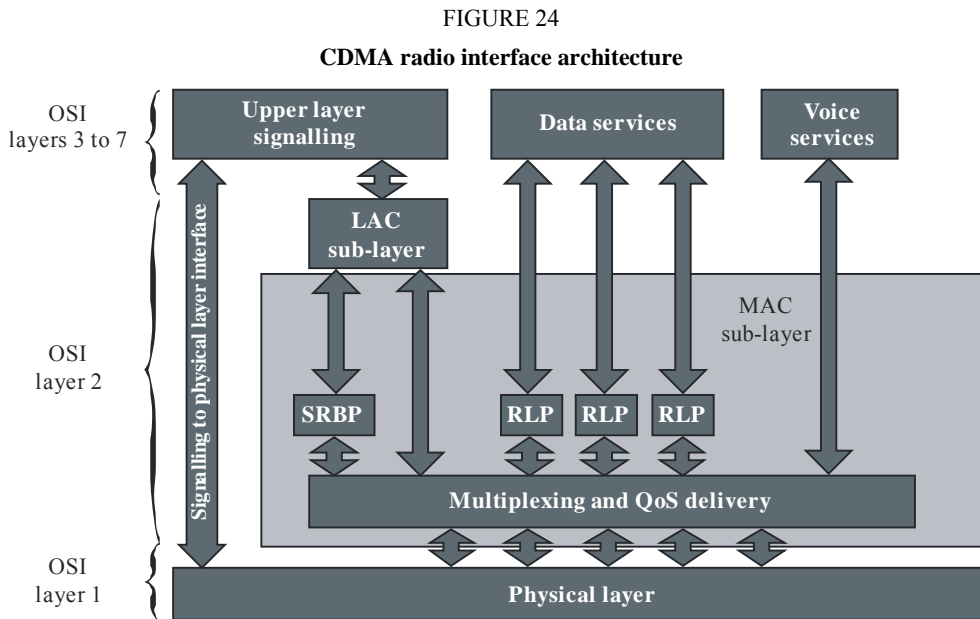 FIGURE 24
CDMA radio interface architecture
OSI
layers 3 to 7
Upper layer
signalling
Data services
Voice
services
LAC
sub-layer
Signalling to physical layer interface
MAC
sub-layer
OSI
layer 2
SRBP
RLP
RLP
RLP
Multiplexing and QoS delivery
OSI
layer 1
Physical layer